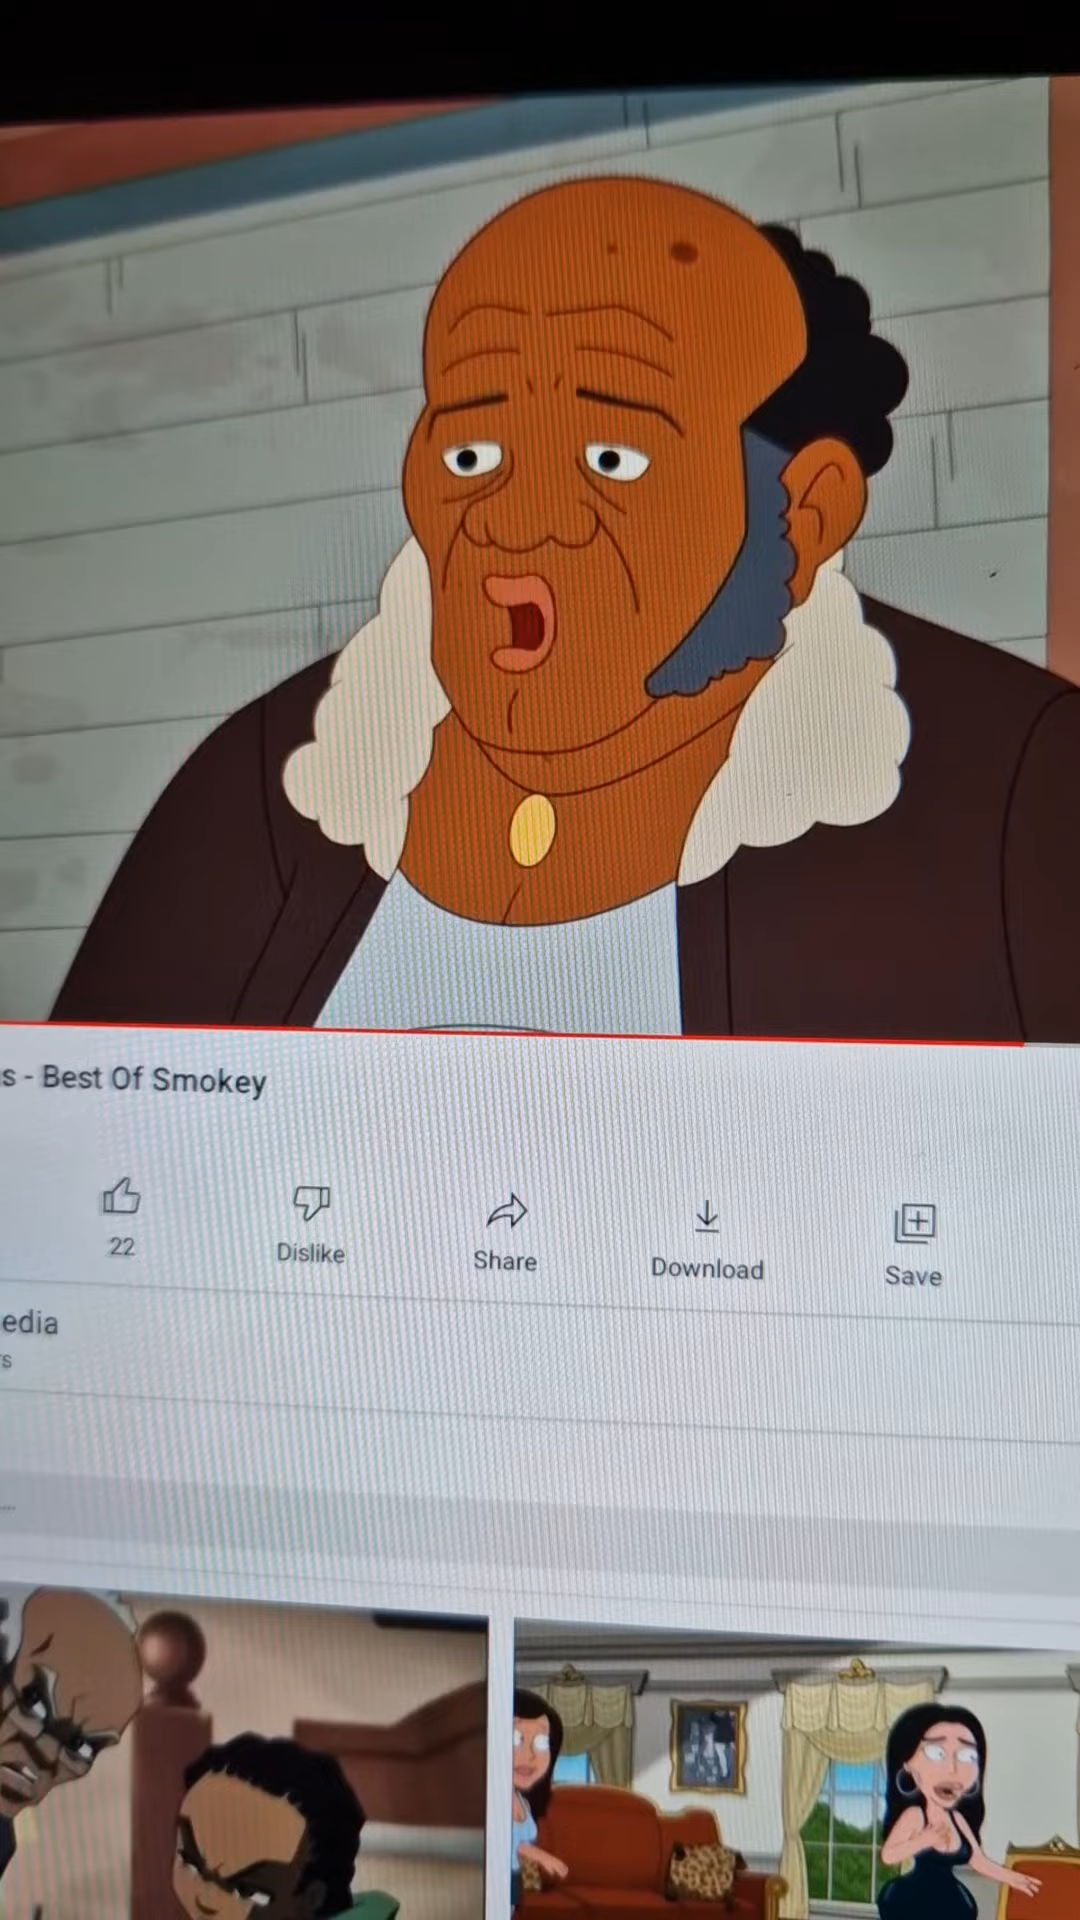 s - Best Of Smokey
22
Dislike
Share
Download
Save
edia
s
...